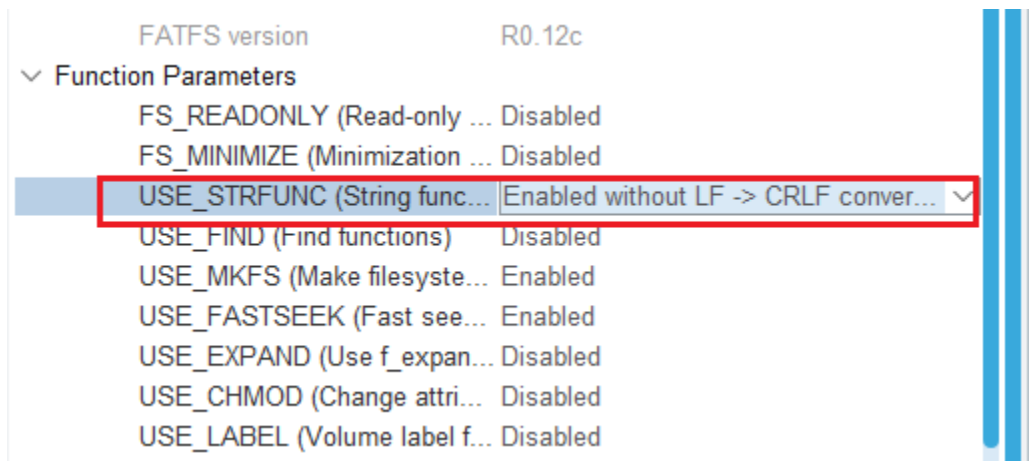 FATFS version R0.12c
Function Parameters
FS_READONLY (Read-only ... Disabled
FS_MINIMIZE (Minimization ... Disabled
USE_STRFUNC (String func... Enabled without LF -> CRLF conver...
USE_FIND (Find functions) Disabled
USE_MKFS (Make filesyste... Enabled
USE_FASTSEEK (Fast see... Enabled
USE_EXPAND (Use f_expan... Disabled
USE_CHMOD (Change attri... Disabled
USE_LABEL (Volume label f... Disabled